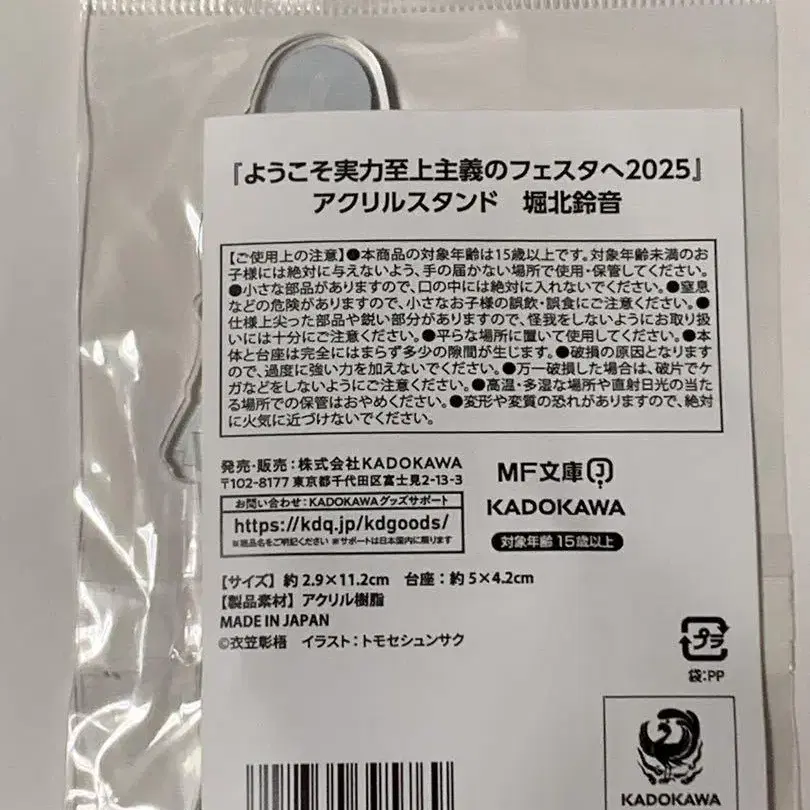 『ようこそ実力至上主義のフェスタへ2025』
アクリルスタンド 堀北鈴音
【ご使用上の注意】●本商品の対象年齢は15歳以上です。対象年齢未満のお
子様には絶対に与えないよう、手の届かない場所で使用・保管してください。
●小さな部品がありますので、口の中には絶対に入れないでください。●窒息
などの危険がありますので、小さなお子様の誤飲・誤食にご注意ください。●
仕様上尖った部品や鋭い部分がありますので、怪我をしないようにお取り扱
いには十分にご注意ください。●平らな場所に置いて使用してください。●本
体と台座は完全にはまらず多少の隙間が生じます。●破損の原因となります
ので、過度に強い力を加えないでください。●万一破損した場合は、破片でケ
ガなどをしないようにご注意ください。●高温・多湿な場所や直射日光の当た
る場所での保管はおやめください。●変形や変質の恐れがありますので、絶対
に火気に近づけないでください。
発売・販売：株式会社KADOKAWA
〒102-8177 東京都千代田区富士見2-13-3
お問い合わせ：KADOKAWAグッズサポート
https://kdq.jp/kdgoods/
※商品名をご明記ください ※サポートは日本国内に限ります
MF文庫J
KADOKAWA
対象年齢 15歳以上
【サイズ】 約 2.9×11.2cm 台座：約 5×4.2cm
【製品素材】 アクリル樹脂
MADE IN JAPAN
©衣笠彰梧 イラスト：トモセシュンサク
プラ
袋:PP
KADOKAWA